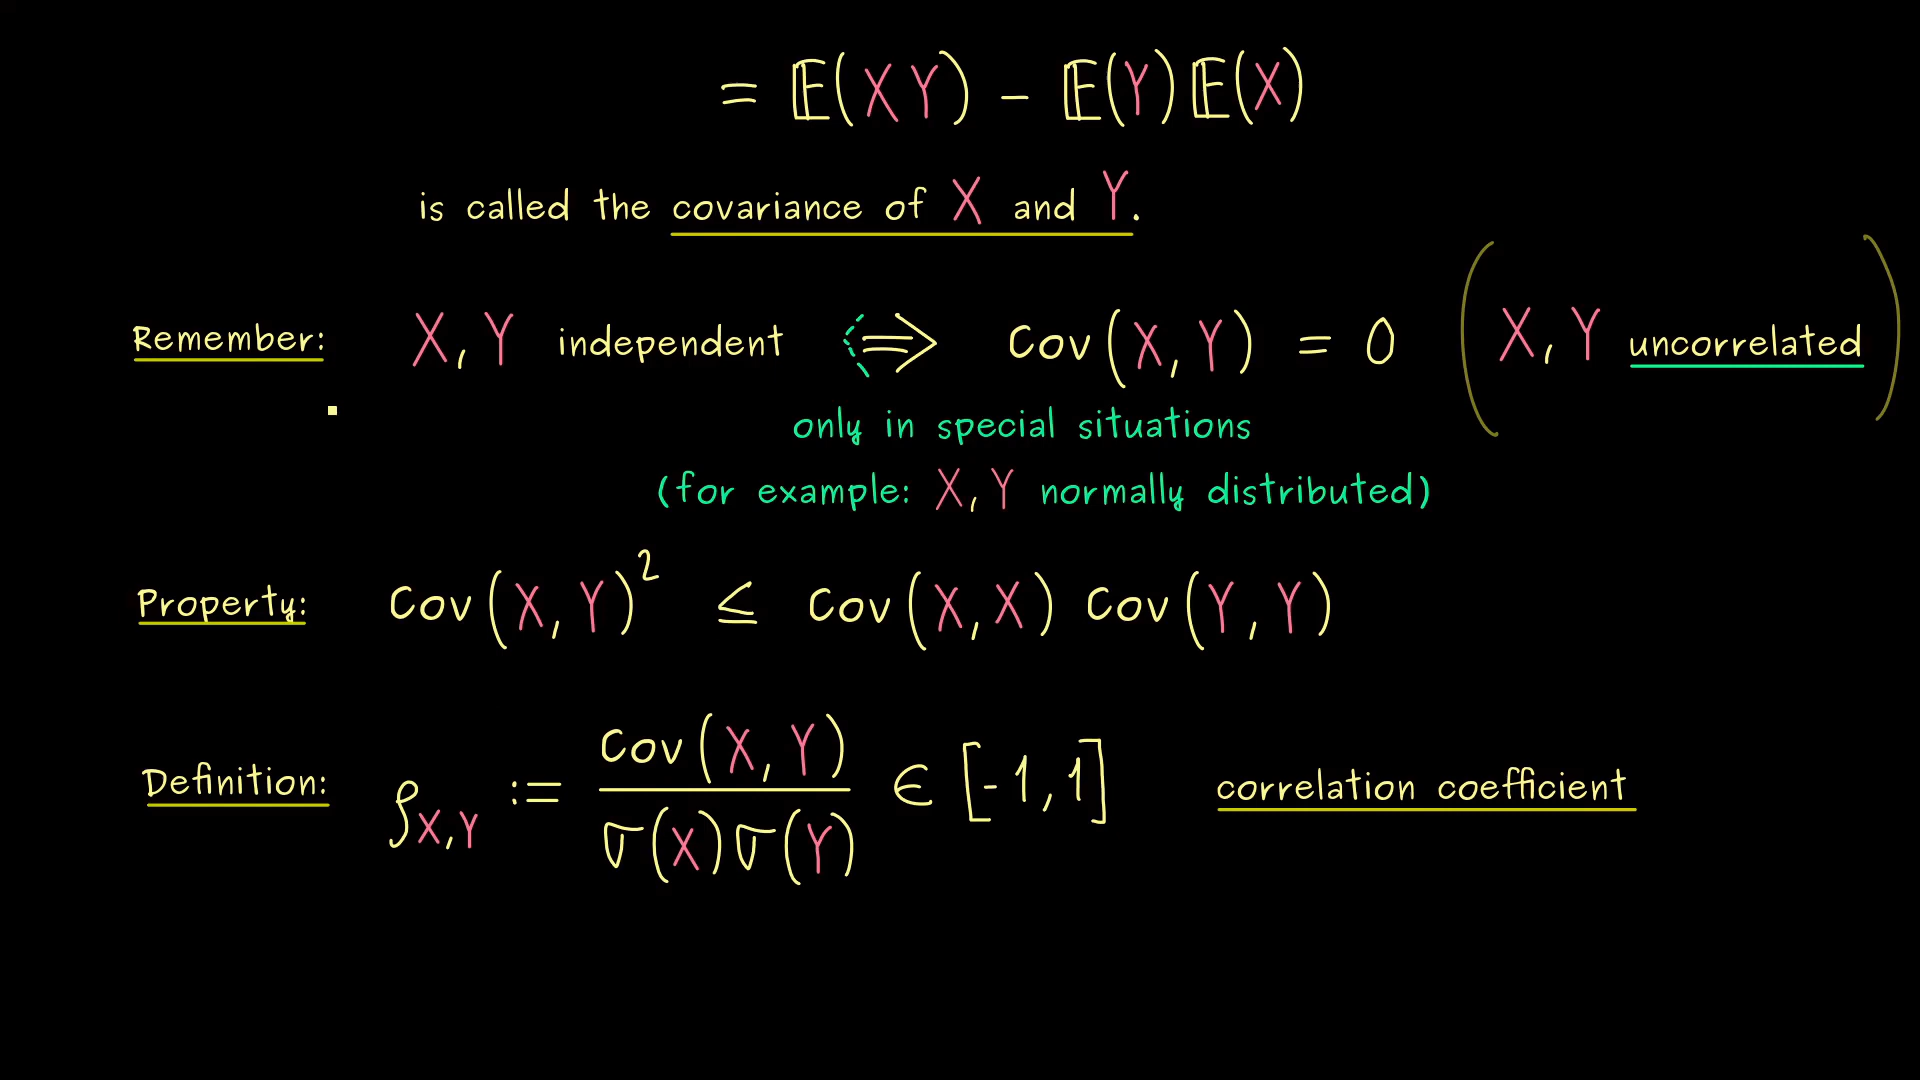 = 𝔼(XY) − 𝔼(Y)𝔼(X)
is called the covariance of X and Y.
Remember: X, Y independent ⇐⇒ Cov(X, Y) = 0 (X, Y uncorrelated)
only in special situations
(for example: X, Y normally distributed)
Property: Cov(X, Y)² ≤ Cov(X, X) Cov(Y, Y)
Definition: ρ_{X,Y} := Cov(X, Y) / σ(X)σ(Y) ∈ [-1, 1] correlation coefficient